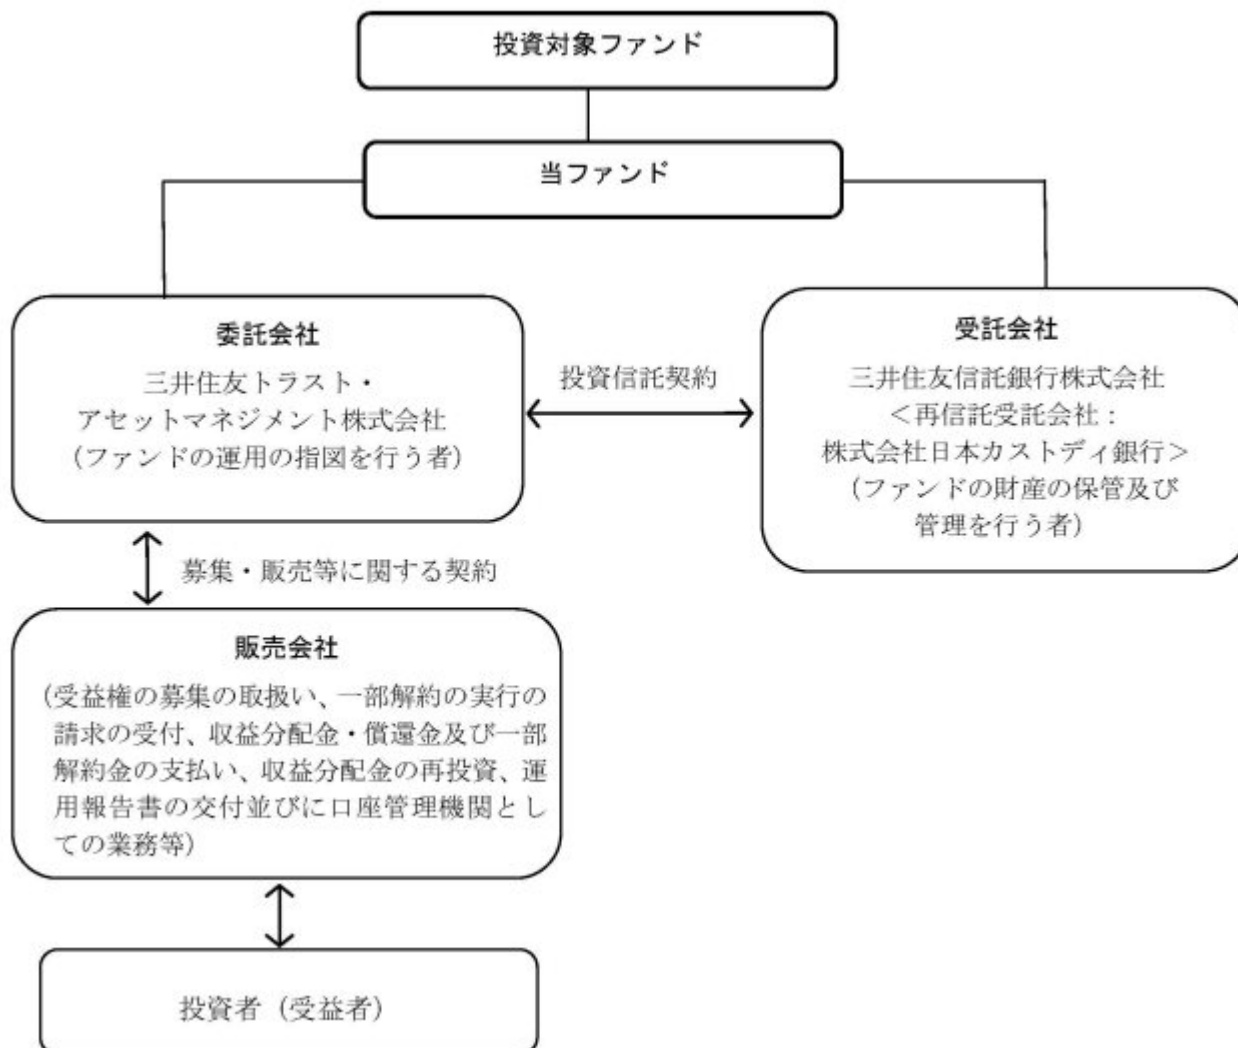 投資対象ファンド
当ファンド
委託会社
三井住友トラスト・
アセットマネジメント株式会社
（ファンドの運用の指図を行う者）
投資信託契約
受託会社
三井住友信託銀行株式会社
＜再信託受託会社：
株式会社日本カストディ銀行＞
（ファンドの財産の保管及び
管理を行う者）
募集・販売等に関する契約
販売会社
（受益権の募集の取扱い、一部解約の実行の
請求の受付、収益分配金・償還金及び一部
解約金の支払い、収益分配金の再投資、運
用報告書の交付並びに口座管理機関とし
ての業務等）
投資者（受益者）